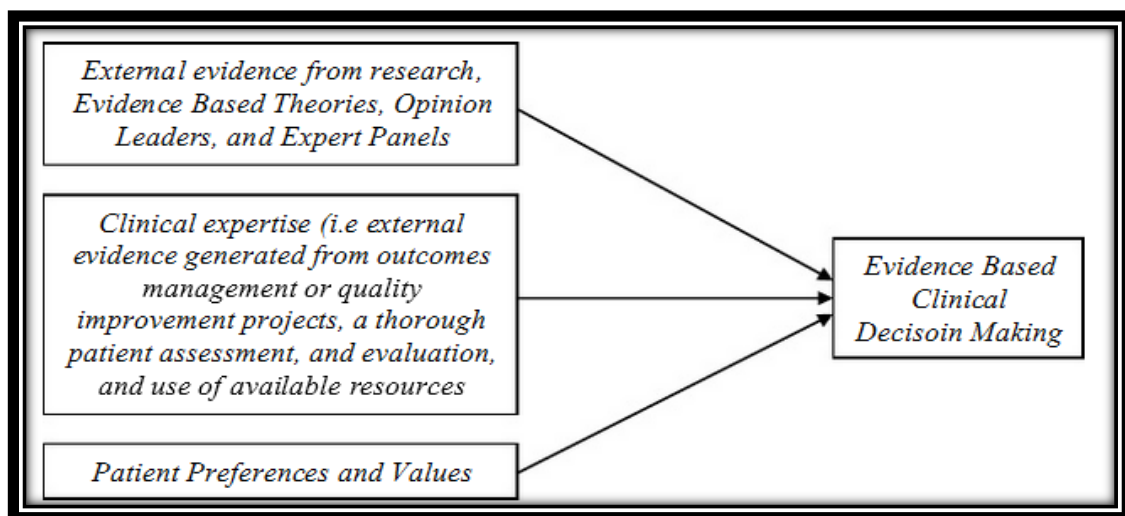 External evidence from research,
Evidence Based Theories, Opinion
Leaders, and Expert Panels
Clinical expertise (i.e external
evidence generated from outcomes
management or quality
improvement projects, a thorough
patient assessment, and evaluation,
and use of available resources
Patient Preferences and Values
Evidence Based
Clinical
Decisoin Making